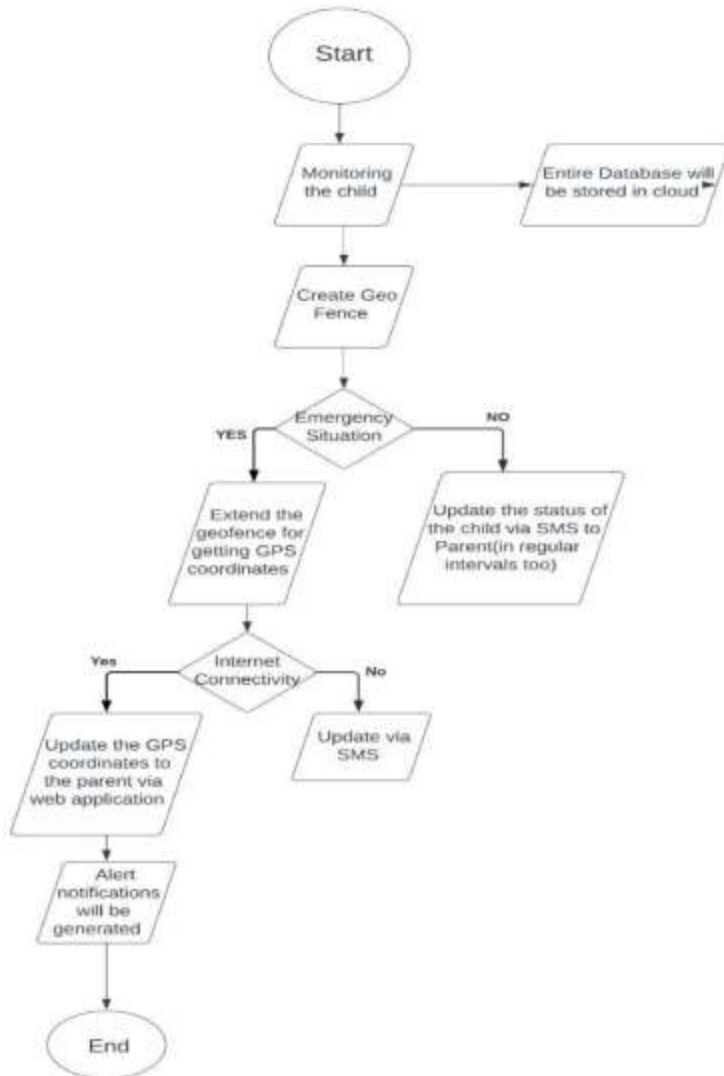 Start
Monitoring
the child
Entire Database will
be stored in cloud
Create Geo
Fence
Emergency
Situation
YES
NO
Extend the
geofence for
getting GPS
coordinates
Update the status of
the child via SMS to
Parent(in regular
intervals too)
Internet
Connectivity
Yes
No
Update the GPS
coordinates to
the parent via
web application
Update via
SMS
Alert
notifications
will be
generated
End